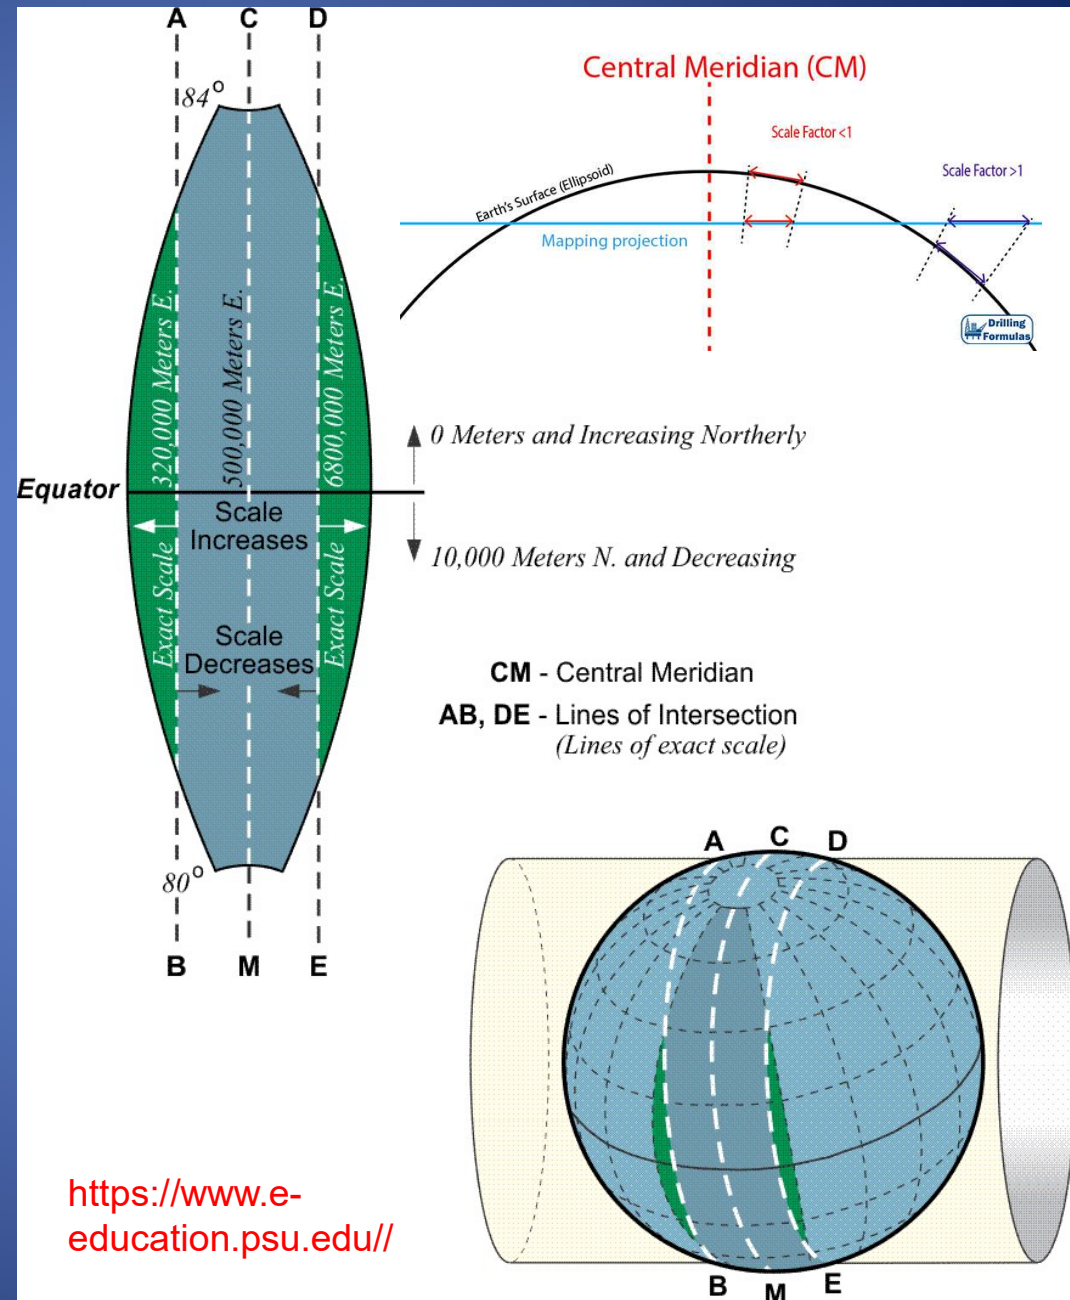 A C D
84°
320,000 Meters E.
500,000 Meters E.
6800,000 Meters E.
Equator
Scale
Increases
Exact Scale
Exact Scale
Scale
Decreases
80°
B M E
Central Meridian (CM)
Scale Factor <1
Scale Factor >1
Earth's Surface (Ellipsoid)
Mapping projection
Drilling
Formulas
0 Meters and Increasing Northerly
10,000 Meters N. and Decreasing
CM - Central Meridian
AB, DE - Lines of Intersection
(Lines of exact scale)
A C D
B M E
https://www.e-
education.psu.edu//